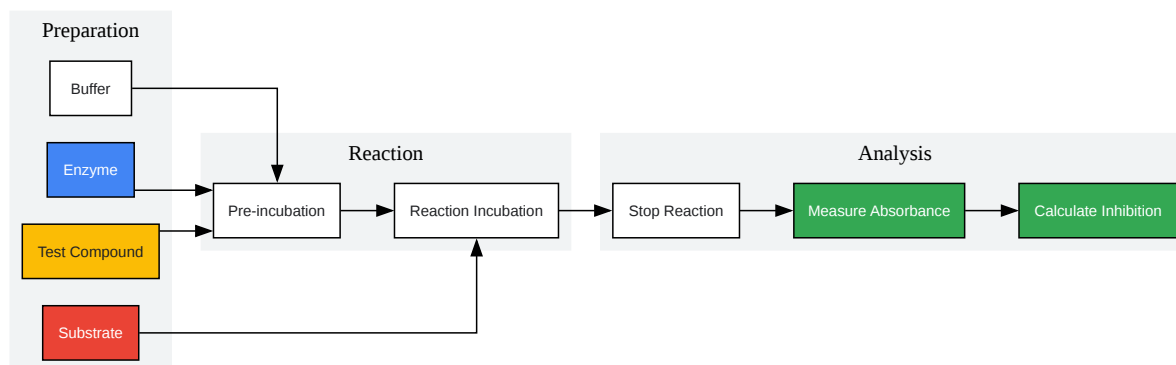 Preparation
Buffer
Enzyme
Test Compound
Substrate
Reaction
Pre-incubation
Reaction Incubation
Analysis
Stop Reaction
Measure Absorbance
Calculate Inhibition